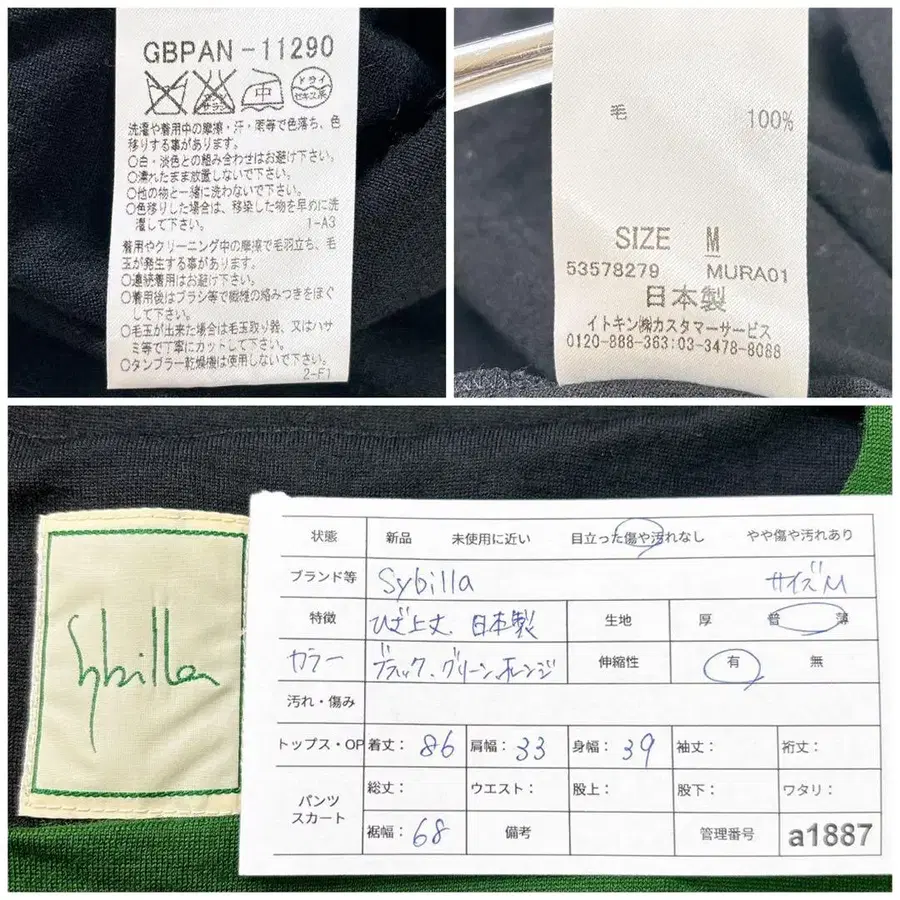 GBPAN-11290
サラシ
中
ドライ
セキユ系
洗濯や着用中の摩擦・汗・雨等で色落ち、色
移りする事があります。
○白・淡色との組み合わせはお避け下さい。
○濡れたまま放置しないで下さい。
○他の物と一緒に洗わないで下さい。
○色移りした場合は、移染した物を早めに洗
濯して下さい。
1-A3
着用やクリーニング中の摩擦で毛羽立ち、毛
玉が発生する事があります。
○連続着用はお避け下さい。
○着用後はブラシ等で繊維の絡みつきをほぐ
して下さい。
○毛玉が出来た場合は毛玉取り器、又はハサ
ミ等で丁寧にカットして下さい。
○タンブラー乾燥機は使用しないで下さい。
2-F1
毛 100%
SIZE M
53578279 MURA01
日本製
イトキン㈱カスタマーサービス
0120-888-363:03-3478-8088
Sybilla
状態 新品 未使用に近い 目立った傷や汚れなし やや傷や汚れあり
ブランド等 Sybilla サイズM
特徴 ひざ上丈、日本製 生地 厚 普 薄
カラー ブラック、グリーン、オレンジ 伸縮性 有 無
汚れ・傷み
トップス・OP 着丈: 86 肩幅: 33 身幅: 39 袖丈: 裄丈:
パンツ スカート 総丈: ウエスト: 股上: 股下: ワタリ:
裾幅: 68 備考 管理番号 a1887